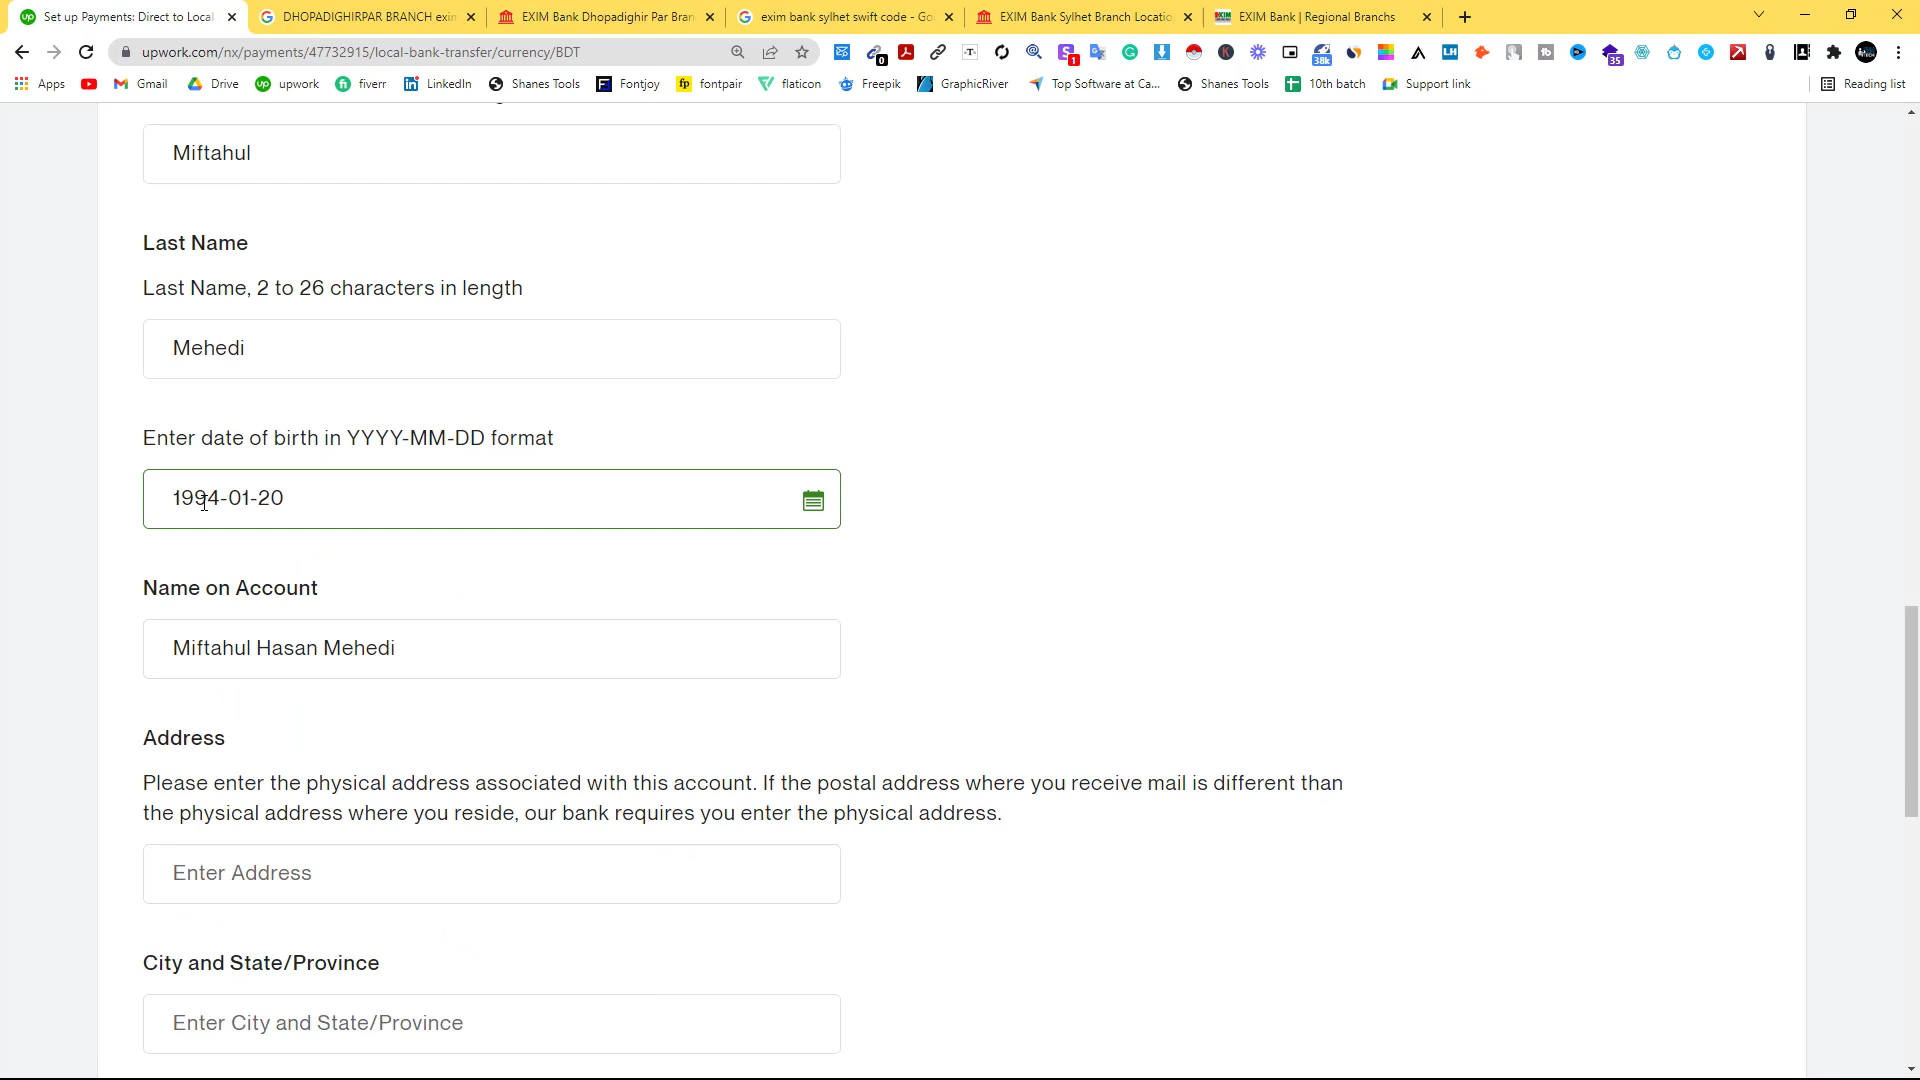 Set up Payments: Direct to Local
DHOPADIGHIRPAR BRANCH exim
EXIM Bank Dhopadighir Par Bran
exim bank sylhet swift code - Go
EXIM Bank Sylhet Branch Locatio
EXIM Bank | Regional Branchs
upwork.com/nx/payments/47732915/local-bank-transfer/currency/BDT
0
1
38k
LH
35
Apps
Gmail
Drive
upwork
fiverr
LinkedIn
Shanes Tools
Fontjoy
fontpair
flaticon
Freepik
GraphicRiver
Top Software at Ca...
Shanes Tools
10th batch
Support link
Reading list
Miftahul
Last Name
Last Name, 2 to 26 characters in length
Mehedi
Enter date of birth in YYYY-MM-DD format
1994-01-20
Name on Account
Miftahul Hasan Mehedi
Address
Please enter the physical address associated with this account. If the postal address where you receive mail is different than
the physical address where you reside, our bank requires you enter the physical address.
Enter Address
City and State/Province
Enter City and State/Province